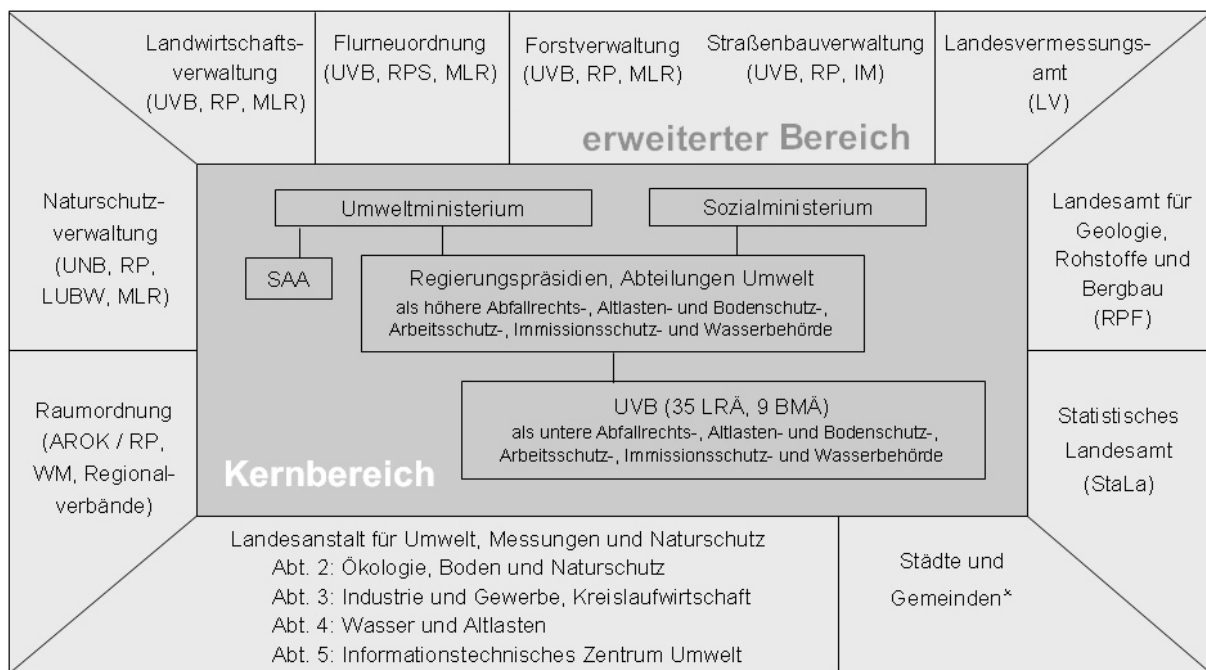 Landwirtschafts-
verwaltung
(UVB, RP, MLR)
Flurneuordnung
(UVB, RPS, MLR)
Forstverwaltung
(UVB, RP, MLR)
Straßenbauverwaltung
(UVB, RP, IM)
Landesvermessungs-
amt
(LV)
erweiterter Bereich
Naturschutz-
verwaltung
(UNB, RP,
LUBW, MLR)
Umweltministerium
Sozialministerium
SAA
Regierungspräsidien, Abteilungen Umwelt
als höhere Abfallrechts-, Altlasten- und Bodenschutz-,
Arbeitsschutz-, Immissionsschutz- und Wasserbehörde
Landesamt für
Geologie,
Rohstoffe und
Bergbau
(RPF)
Raumordnung
(AROK / RP,
WM, Regional-
verbände)
UVB (35 LRÄ, 9 BMÄ)
als untere Abfallrechts-, Altlasten- und Bodenschutz-,
Arbeitsschutz-, Immissionsschutz- und Wasserbehörde
Kernbereich
Statistisches
Landesamt
(StaLa)
Landesanstalt für Umwelt, Messungen und Naturschutz
Abt. 2: Ökologie, Boden und Naturschutz
Abt. 3: Industrie und Gewerbe, Kreislaufwirtschaft
Abt. 4: Wasser und Altlasten
Abt. 5: Informationstechnisches Zentrum Umwelt
Städte und
Gemeinden*